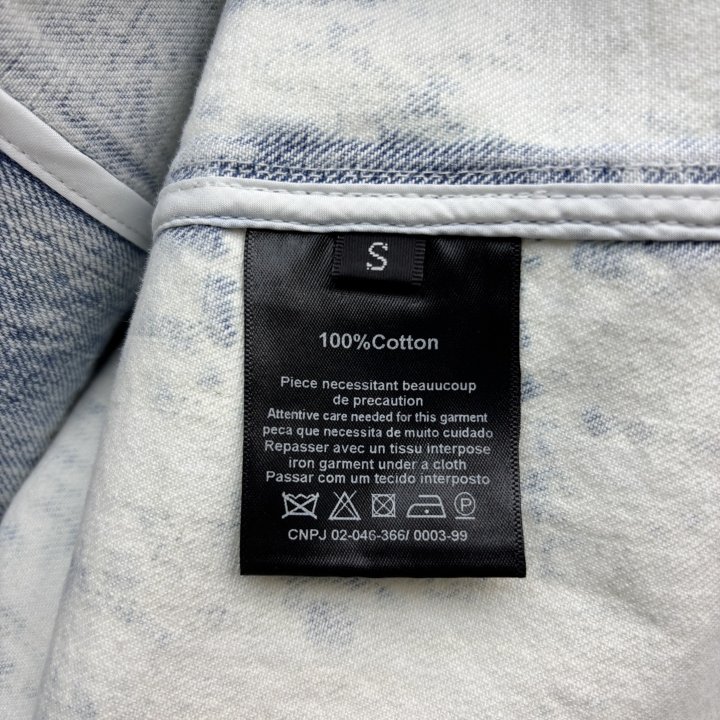 S
100%Cotton
Piece necessitant beauucoup
de precaution
Attentive care needed for this garment
peca que necessita de muito cuidado
Repasser avec un tissu interpose
iron garment under a cloth
Passar com um tecido interposto
P
CNPJ 02-046-366/ 0003-99